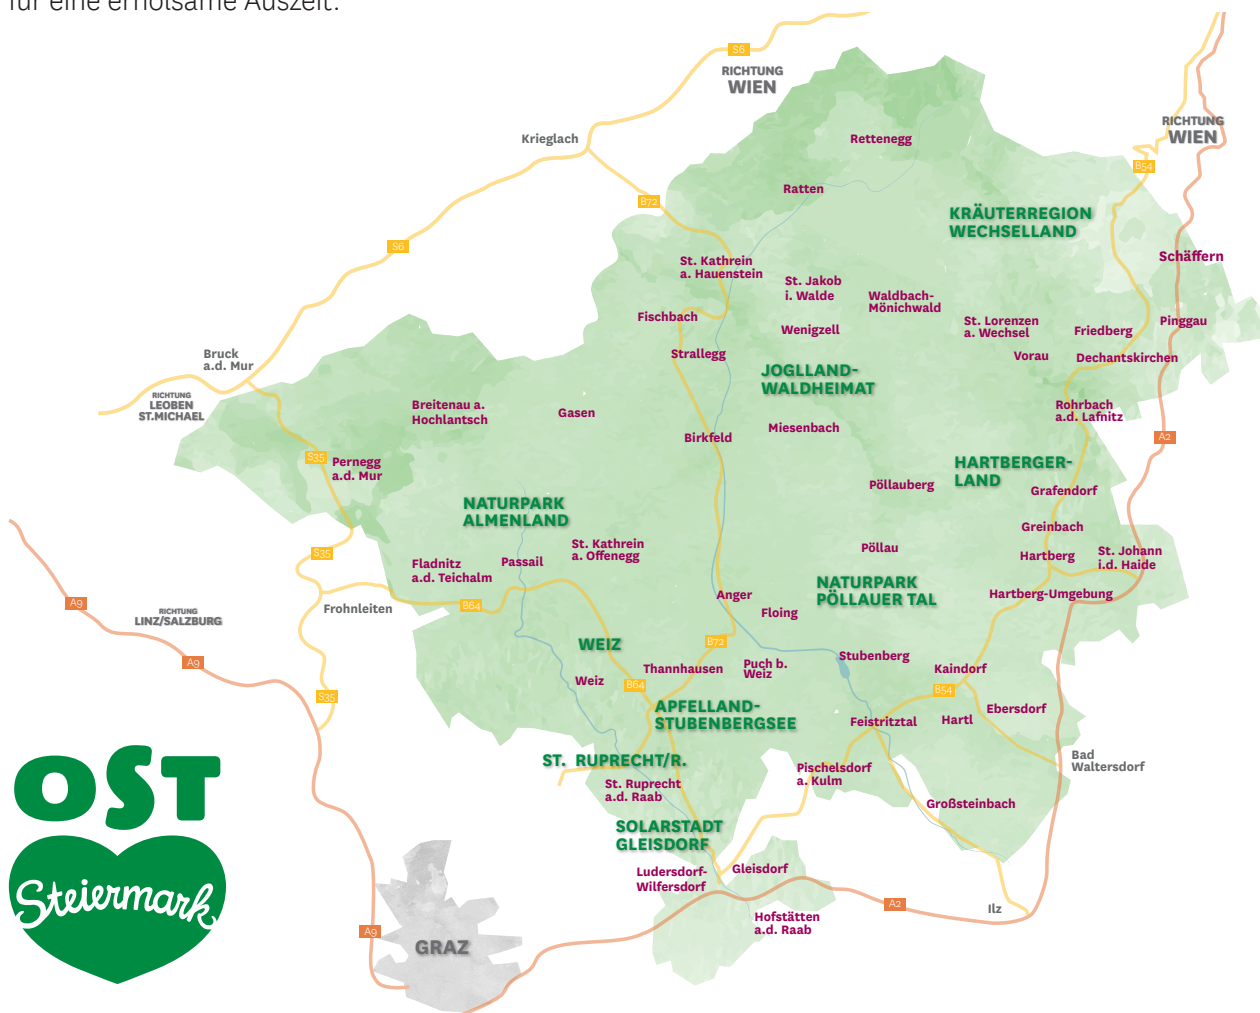 für eine erholsame Auszeit.
S6
RICHTUNG
WIEN
RICHTUNG
WIEN
Krieglach
Rettenegg
B54
Ratten
B72
KRÄUTERREGION
WECHSELLAND
S6
Schäffern
St. Kathrein
a. Hauenstein
St. Jakob
i. Walde
Waldbach-
Mönichwald
Fischbach
Wenigzell
St. Lorenzen
a. Wechsel
Friedberg
Pinggau
Strallegg
Vorau
Dechantskirchen
Bruck
a.d. Mur
JOGLLAND-
WALDHEIMAT
RICHTUNG
LEOBEN
ST.MICHAEL
Breitenau a.
Hochlantsch
Gasen
Rohrbach
a.d. Lafnitz
Miesenbach
Birkfeld
A2
S35
Pernegg
a.d. Mur
HARTBERGER-
LAND
Pöllauberg
Grafendorf
NATURPARK
ALMENLAND
Greinbach
S35
St. Kathrein
a. Offenegg
Pöllau
Hartberg
St. Johann
i.d. Haide
Fladnitz
a.d. Teichalm
Passail
NATURPARK
PÖLLAUER TAL
Anger
Hartberg-Umgebung
A9
Frohnleiten
B64
Floing
RICHTUNG
LINZ/SALZBURG
WEIZ
B72
A9
Thannhausen
Puch b.
Weiz
Stubenberg
Kaindorf
Weiz
B64
B54
S35
APFELLAND-
STUBENBERGSEE
Ebersdorf
Feistritztal
Hartl
ST. RUPRECHT/R.
Bad
Waltersdorf
St. Ruprecht
a.d. Raab
Pischelsdorf
a. Kulm
Großsteinbach
OST
Steiermark
SOLARSTADT
GLEISDORF
Ludersdorf-
Wilfersdorf
Gleisdorf
A2
Ilz
Hofstätten
a.d. Raab
A9
GRAZ